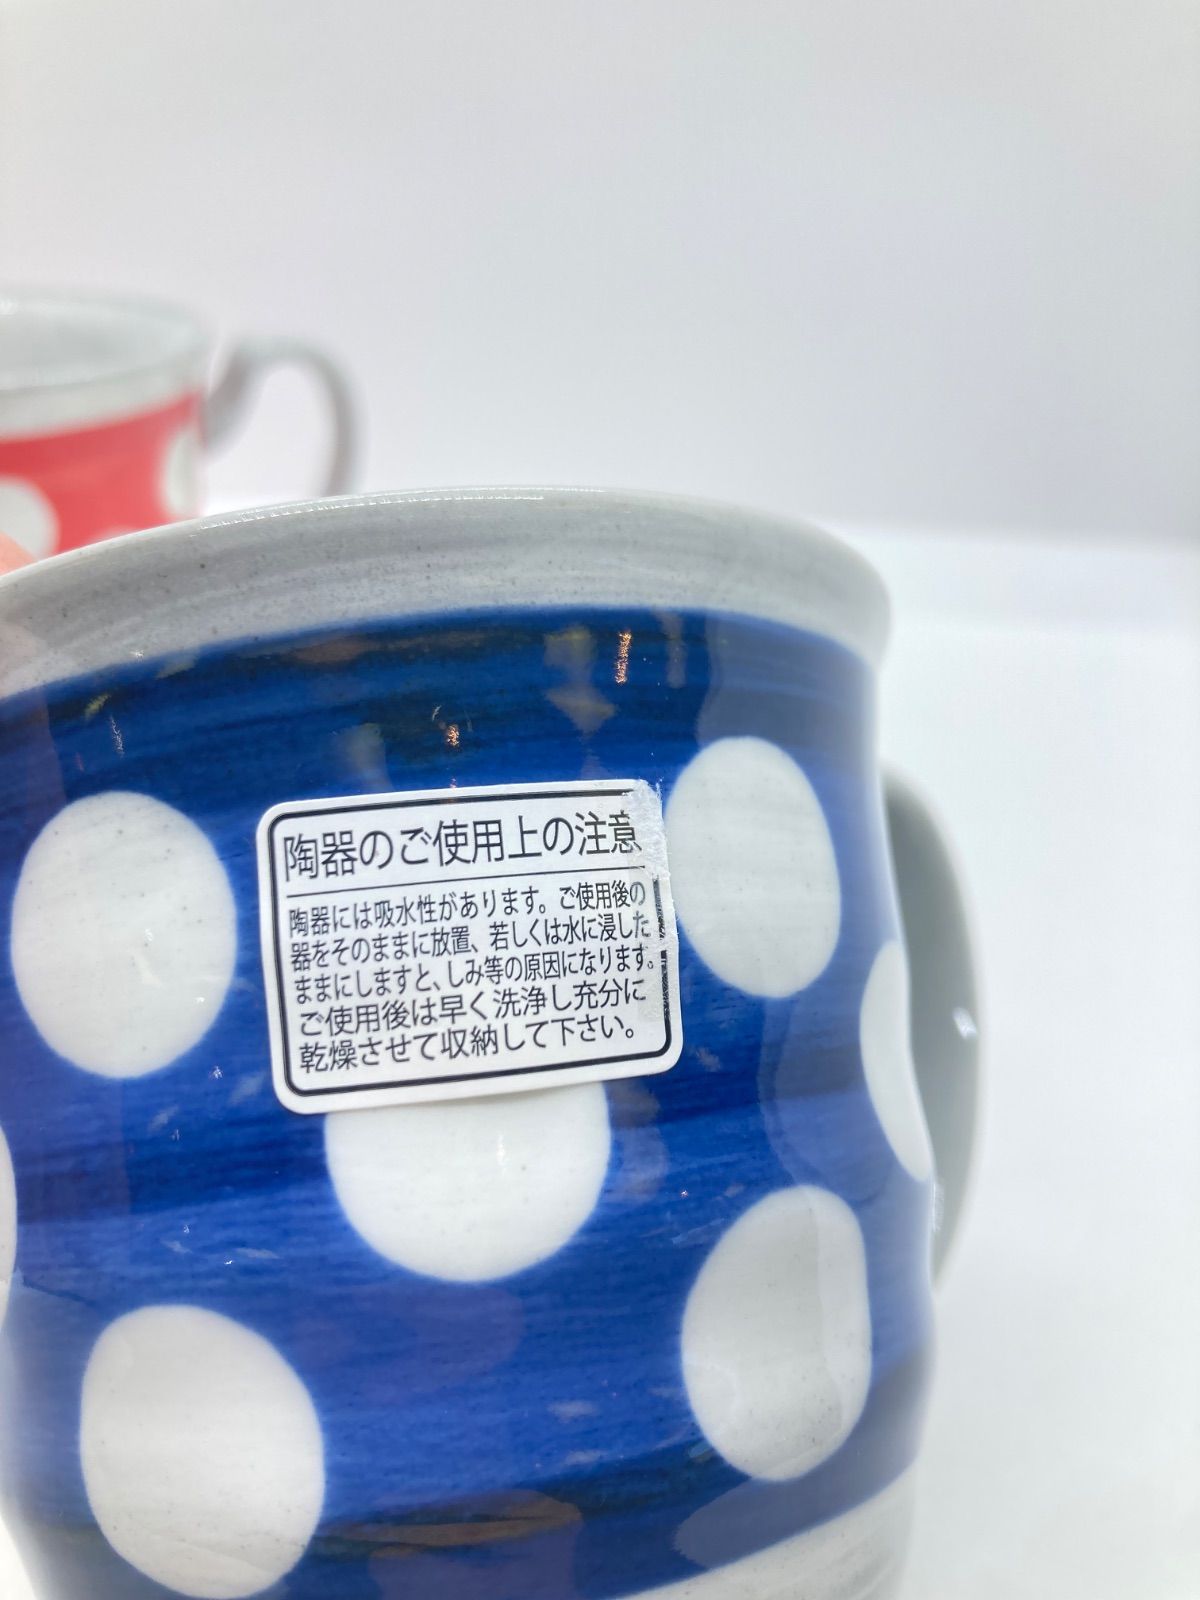 陶器のご使用上の注意
陶器には吸水性があります。ご使用後の
器をそのままに放置、若しくは水に浸した
ままにしますと、しみ等の原因になります。
ご使用後は早く洗浄し充分に
乾燥させて収納して下さい。